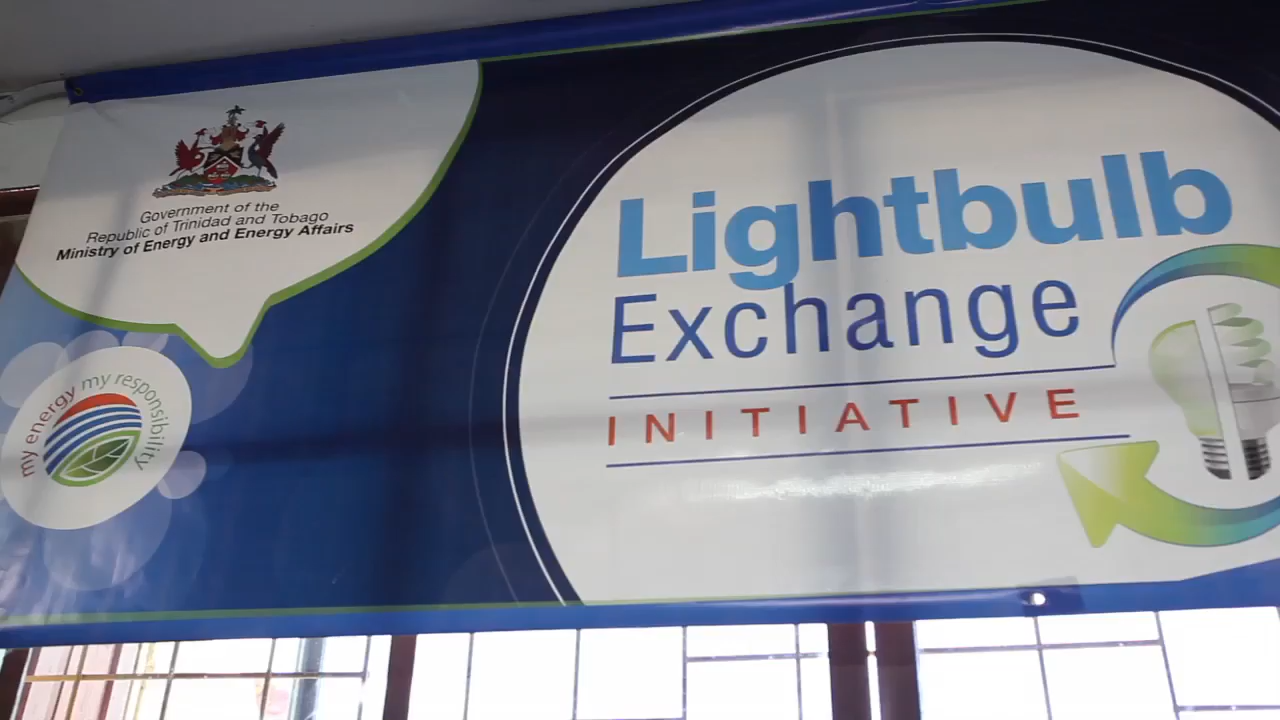 Government of the
Republic of Trinidad and Tobago
Ministry of Energy and Energy Affairs
my energy my responsibility
Lightbulb
Exchange
INITIATIVE